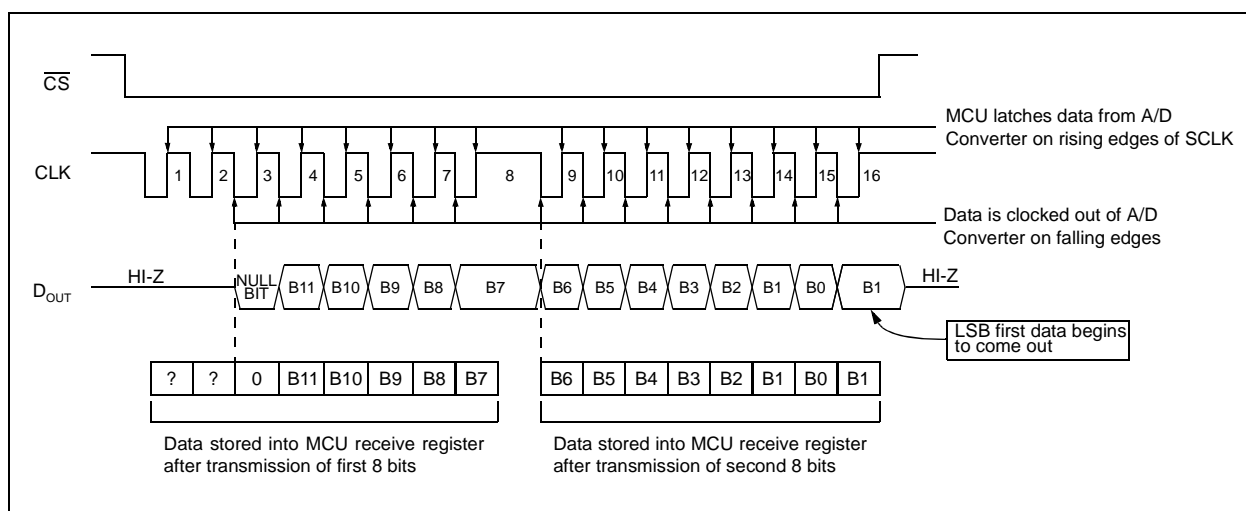 CS
MCU latches data from A/D
Converter on rising edges of SCLK
CLK
1 2 3 4 5 6 7 8 9 10 11 12 13 14 15 16
Data is clocked out of A/D
Converter on falling edges
HI-Z
NULL BIT B11 B10 B9 B8 B7 B6 B5 B4 B3 B2 B1 B0 B1
HI-Z
DOUT
LSB first data begins
to come out
? ? 0 B11 B10 B9 B8 B7
B6 B5 B4 B3 B2 B1 B0 B1
Data stored into MCU receive register
after transmission of first 8 bits
Data stored into MCU receive register
after transmission of second 8 bits